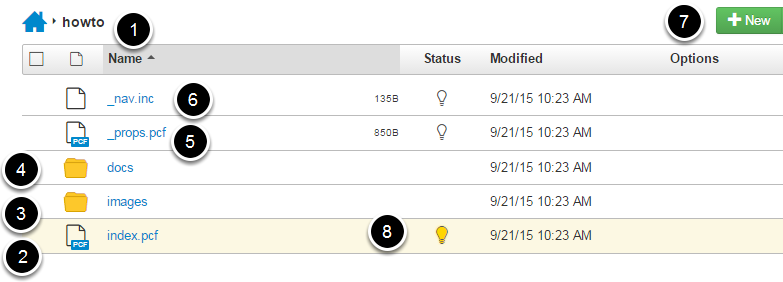 howto 1 7 New
Name Status Modified Options
_nav.inc 6 135B 9/21/15 10:23 AM
PCF _props.pcf 5 850B 9/21/15 10:23 AM
4 docs 9/21/15 10:23 AM
3 images 9/21/15 10:23 AM
2 PCF index.pcf 8 9/21/15 10:23 AM